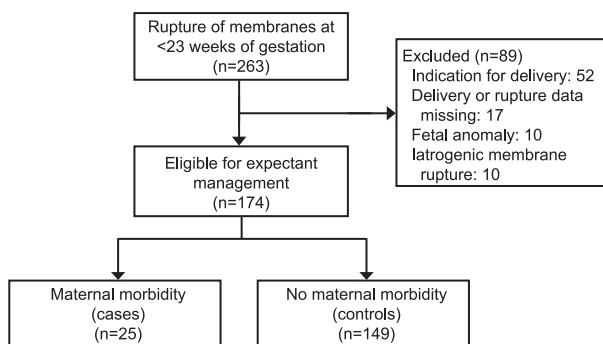 Rupture of membranes at
<23 weeks of gestation
(n=263)
Excluded (n=89)
Indication for delivery: 52
Delivery or rupture data
missing: 17
Fetal anomaly: 10
Iatrogenic membrane
rupture: 10
Eligible for expectant
management
(n=174)
Maternal morbidity
(cases)
(n=25)
No maternal morbidity
(controls)
n=149)